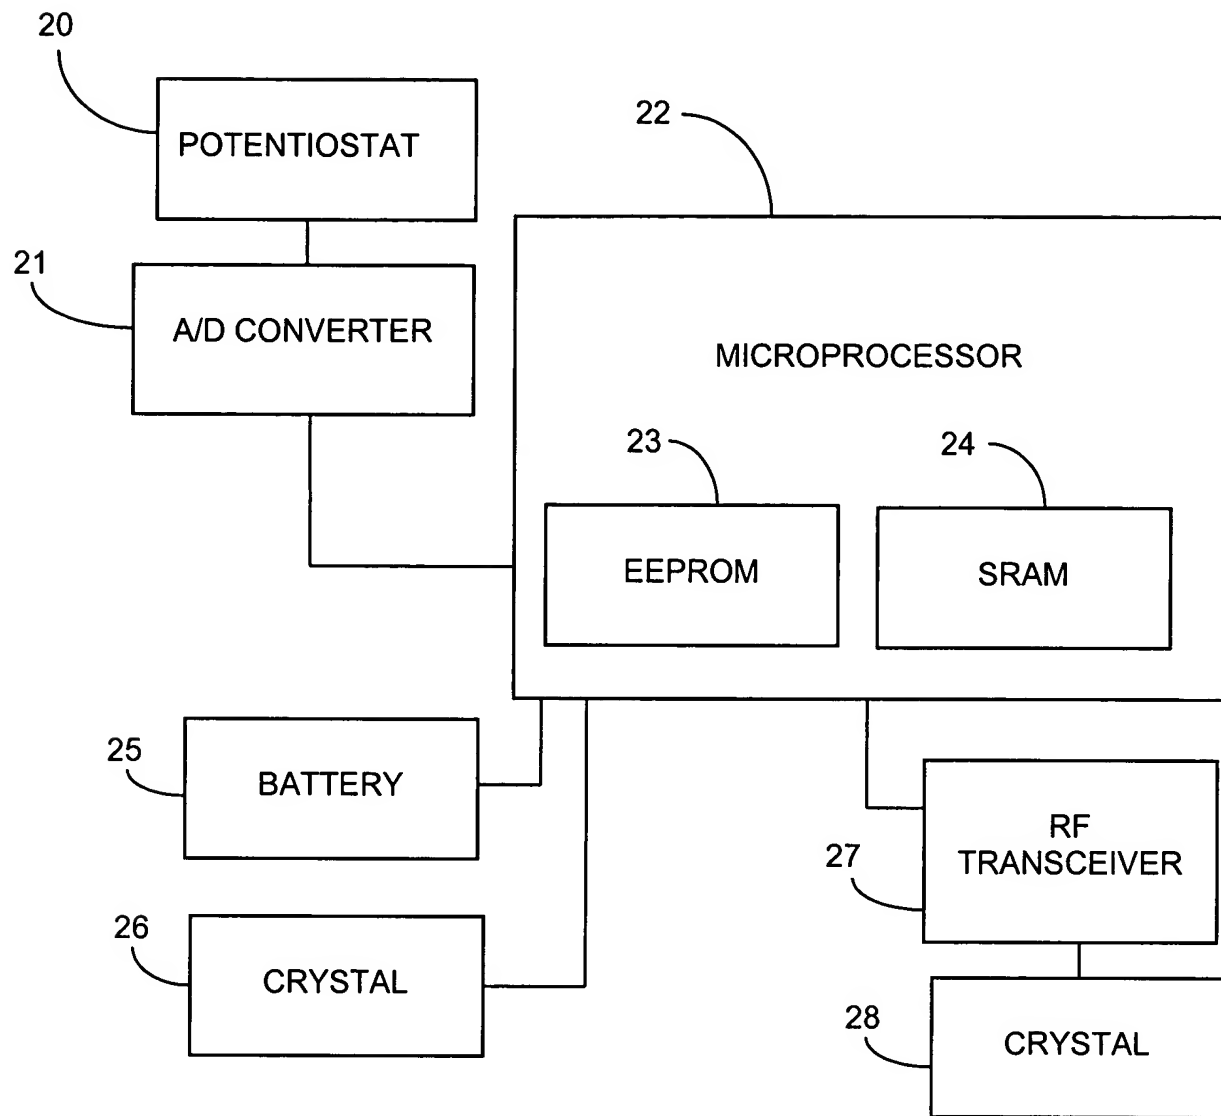 20
POTENTIOSTAT
22
21
A/D CONVERTER
MICROPROCESSOR
23
24
EEPROM
SRAM
25
BATTERY
RF
TRANSCEIVER
27
26
CRYSTAL
28
CRYSTAL